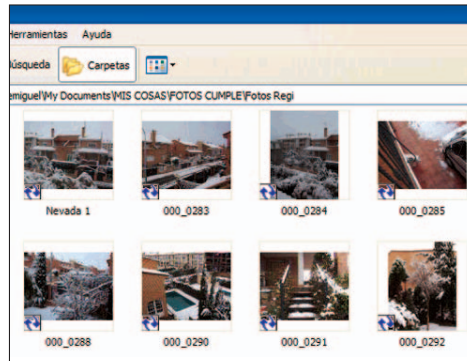 Herramientas Ayuda
Búsqueda Carpetas
emiguel\My Documents\MIS COSAS\FOTOS CUMPLE\Fotos Regi
Nevada 1 000_0283 000_0284 000_0285
000_0288 000_0290 000_0291 000_0292